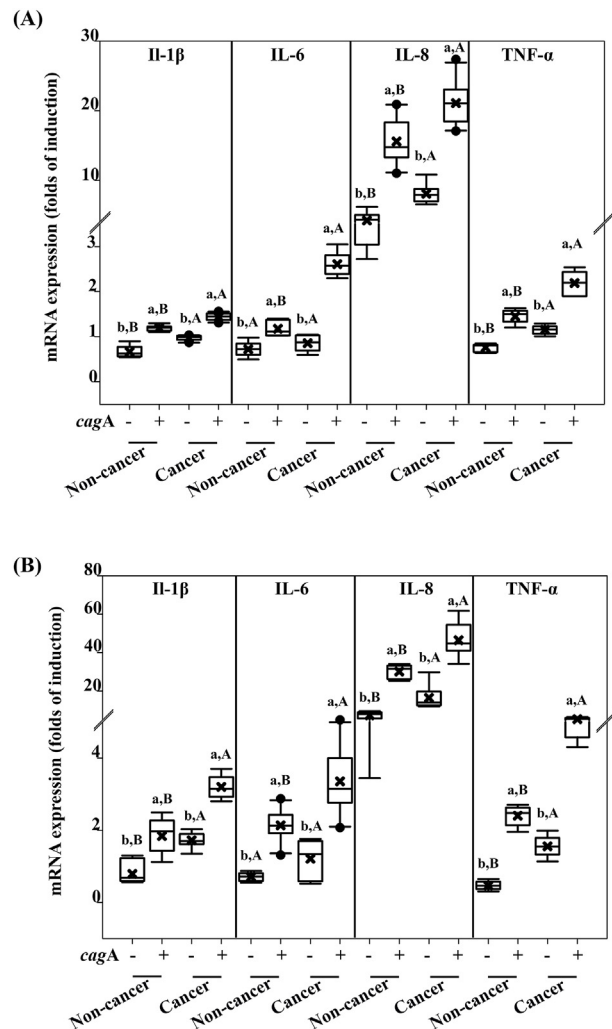 (A)
30
20
10
3
2
1
0
mRNA expression (folds of induction)
Il-1β IL-6 IL-8 TNF-α
b,B a,B b,A a,A b,A a,B b,A a,A b,B a,B b,A a,A b,B a,B b,A a,A
cagA - + - + - + - + - + - + - + - +
Non-cancer Cancer Non-cancer Cancer Non-cancer Cancer Non-cancer Cancer
(B)
80
60
40
20
4
2
0
mRNA expression (folds of induction)
Il-1β IL-6 IL-8 TNF-α
b,B a,B b,A a,A b,A a,B b,A a,A b,B a,B b,A a,A b,B a,B b,A a,A
cagA - + - + - + - + - + - + - + - +
Non-cancer Cancer Non-cancer Cancer Non-cancer Cancer Non-cancer Cancer